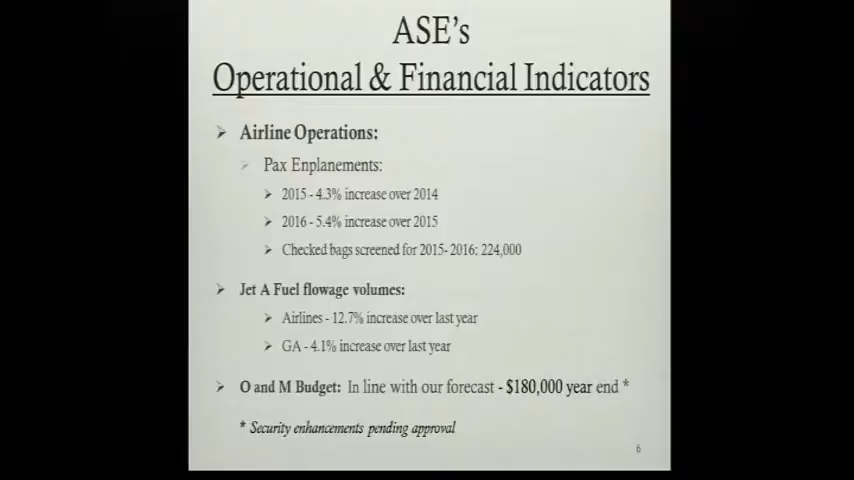 ASE's
Operational & Financial Indicators
Airline Operations:
Pax Enplanements:
2015 - 4.3% increase over 2014
2016 - 5.4% increase over 2015
Checked bags screened for 2015- 2016: 224,000
Jet A Fuel flowage volumes:
Airlines - 12.7% increase over last year
GA - 4.1% increase over last year
O and M Budget: In line with our forecast - $180,000 year end *
* Security enhancements pending approval
6